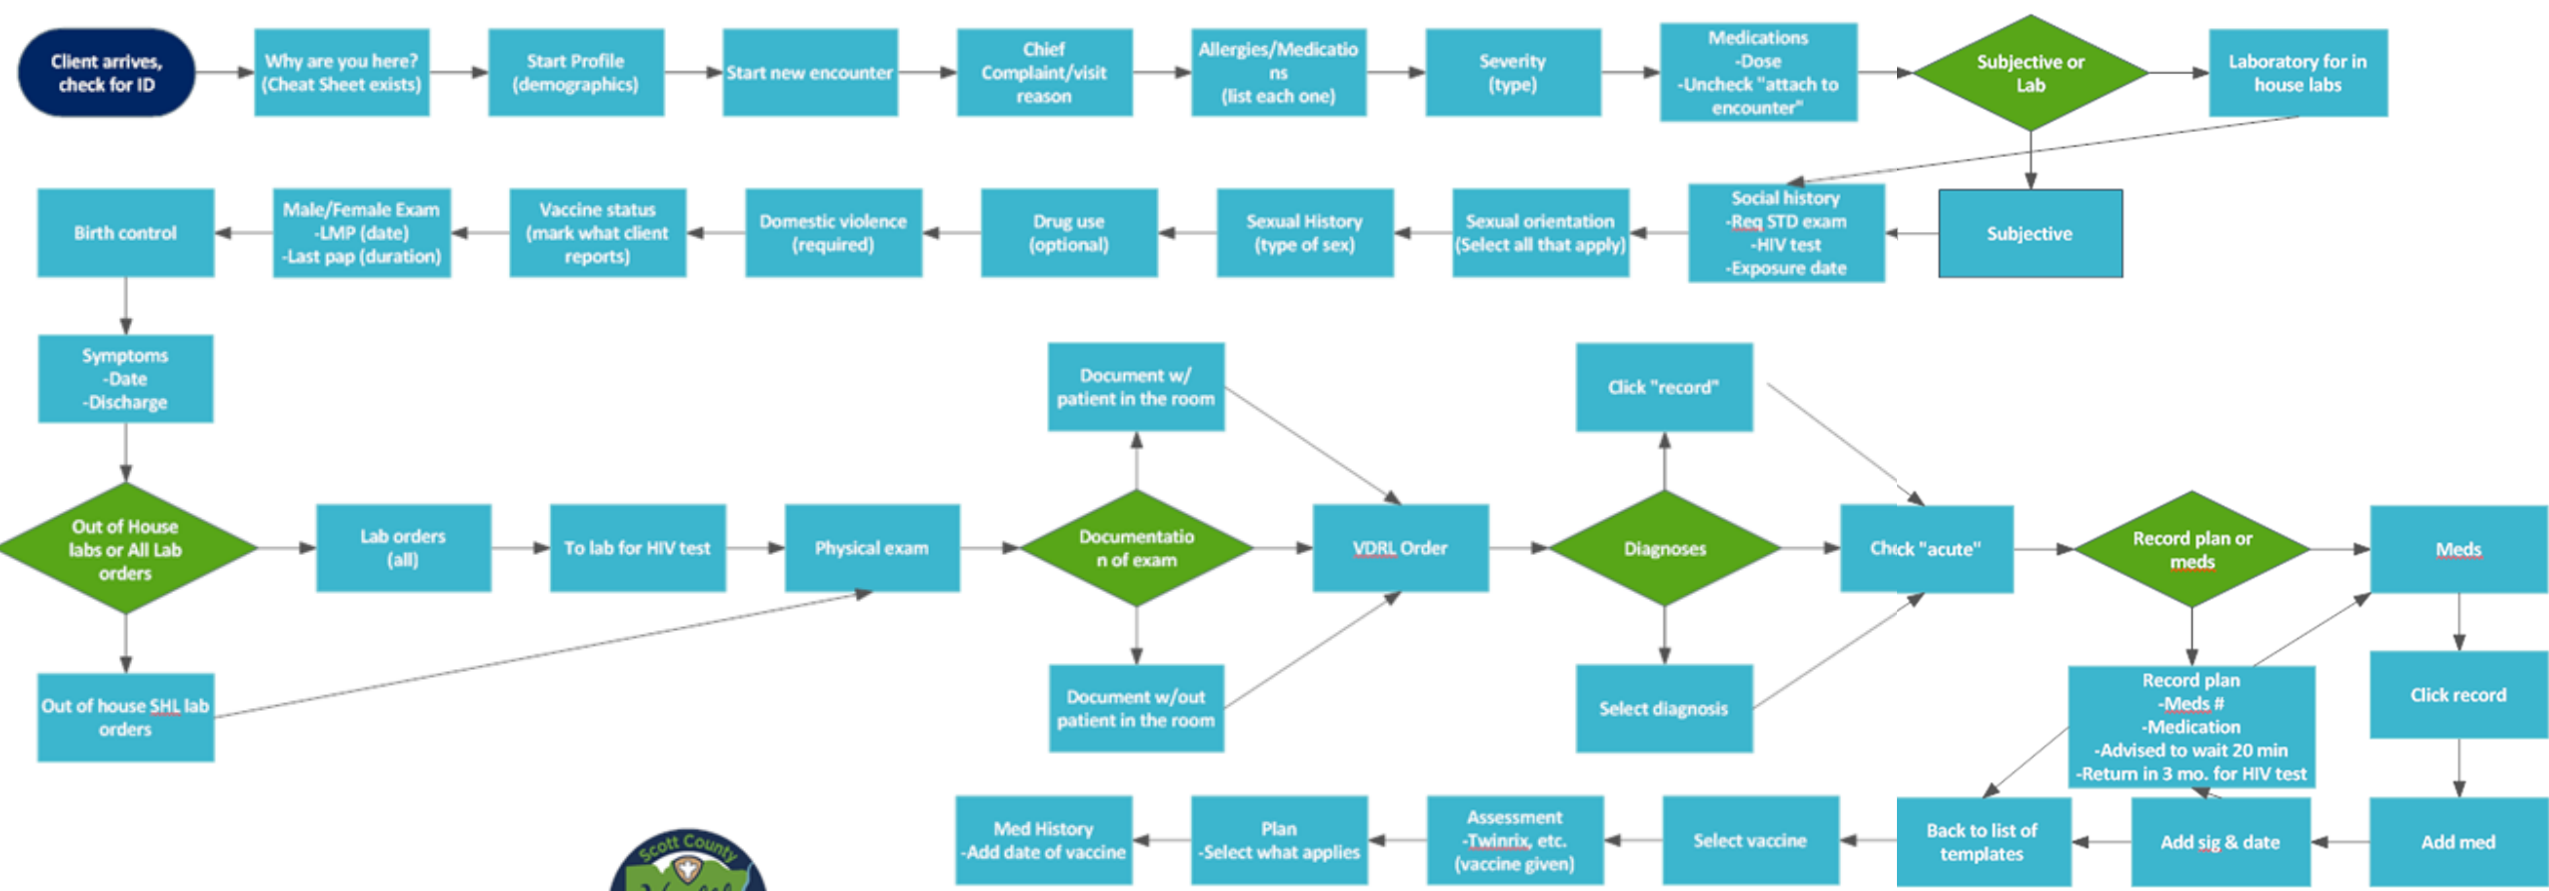 Client arrives,
check for ID
Why are you here?
(Cheat Sheet exists)
Start Profile
(demographics)
Start new encounter
Chief
Complaint/visit
reason
Allergies/Medicatio
ns
(list each one)
Severity
(type)
Medications
-Dose
-Uncheck "attach to
encounter"
Subjective or
Lab
Laboratory for in
house labs
Subjective
Social history
-Req STD exam
-HIV test
-Exposure date
Sexual orientation
(Select all that apply)
Sexual History
(type of sex)
Drug use
(optional)
Domestic violence
(required)
Vaccine status
(mark what client
reports)
Male/Female Exam
-LMP (date)
-Last pap (duration)
Birth control
Symptoms
-Date
-Discharge
Out of House
labs or All Lab
orders
Lab orders
(all)
To lab for HIV test
Out of house SHL lab
orders
Physical exam
Documentatio
n of exam
Document w/
patient in the room
Document w/out
patient in the room
VDRL Order
Diagnoses
Click "record"
Select diagnosis
"acute"
Record plan or
meds
Meds
Record plan
-Meds #
-Medication
-Advised to wait 20 min
-Return in 3 mo. for HIV test
Click record
Add med
Add sig & date
Back to list of
templates
Select vaccine
Assessment
-Twinrix, etc.
(vaccine given)
Plan
-Select what applies
Med History
-Add date of vaccine
Scott County